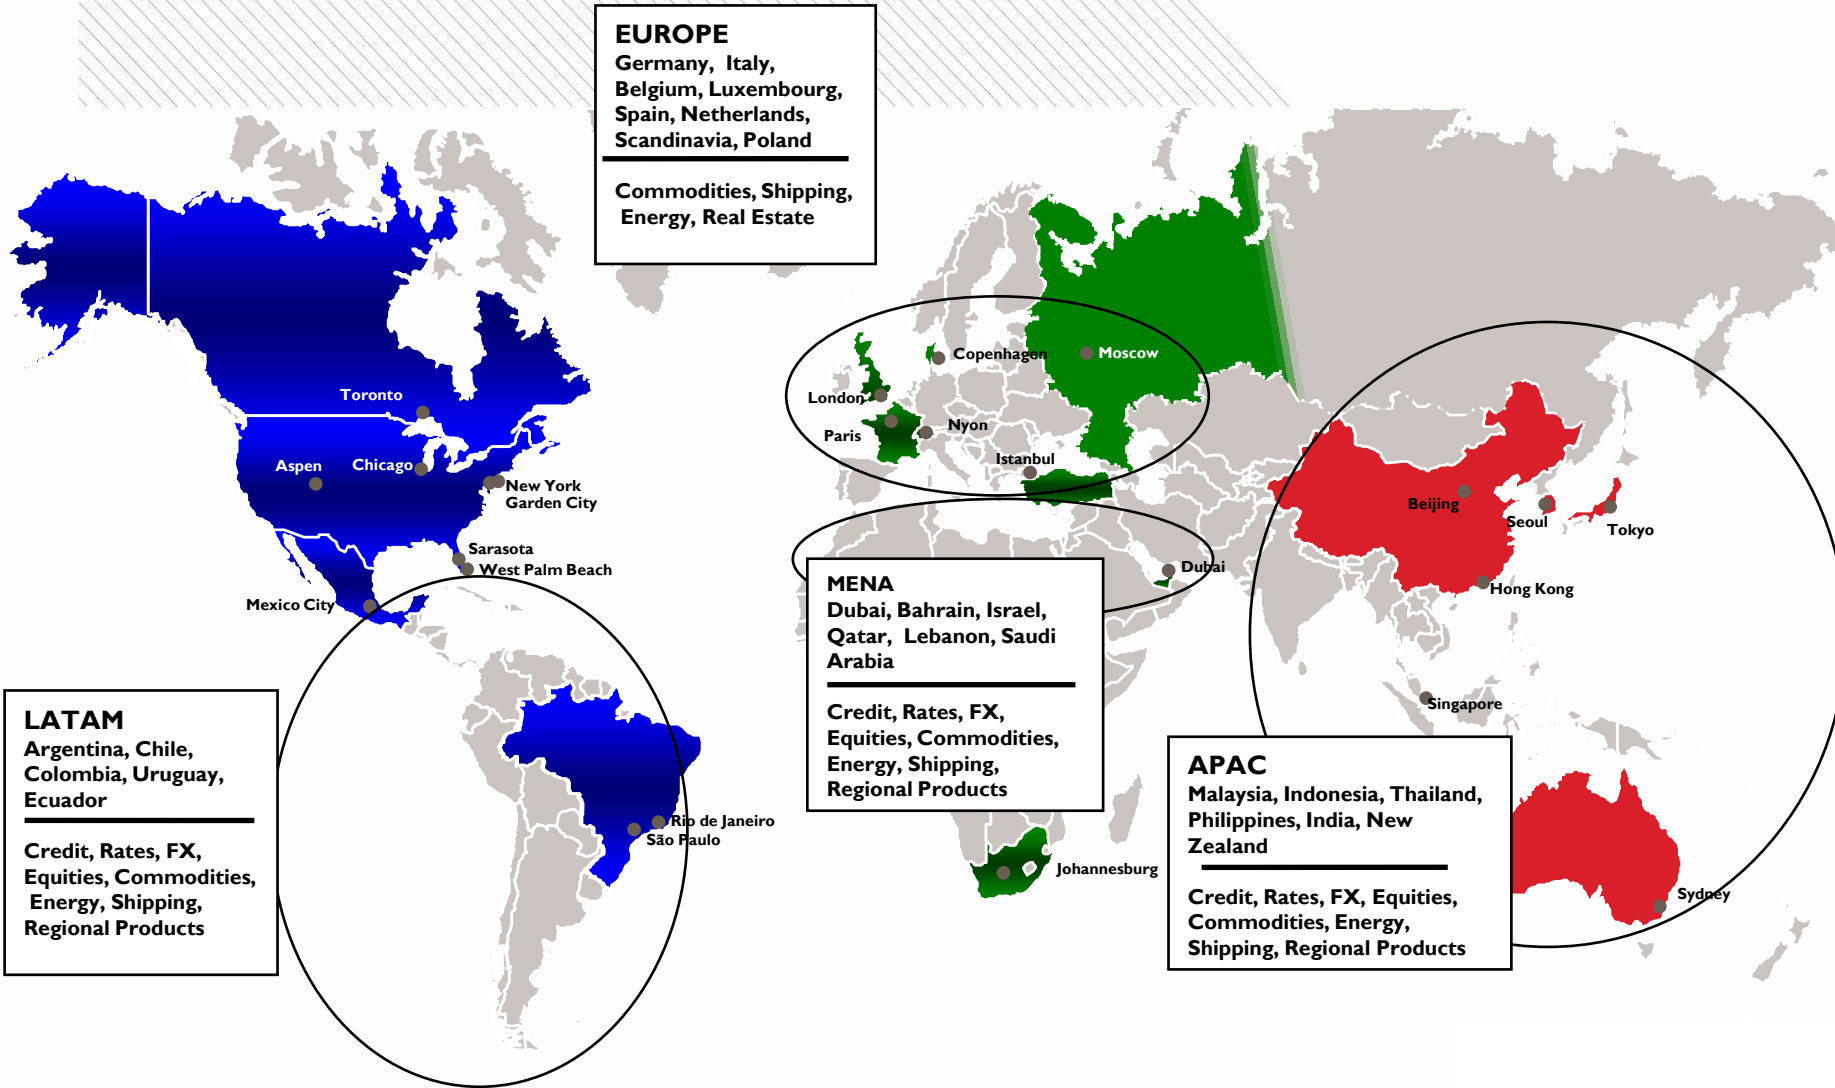 EUROPE
Germany, Italy,
Belgium, Luxembourg,
Spain, Netherlands,
Scandinavia, Poland
Commodities, Shipping,
Energy, Real Estate
Copenhagen
Moscow
London
Paris
Nyon
Istanbul
Toronto
Aspen
Chicago
New York
Garden City
Sarasota
West Palm Beach
Mexico City
Beijing
Seoul
Tokyo
Hong Kong
Singapore
Dubai
MENA
Dubai, Bahrain, Israel,
Qatar, Lebanon, Saudi
Arabia
Credit, Rates, FX,
Equities, Commodities,
Energy, Shipping,
Regional Products
LATAM
Argentina, Chile,
Colombia, Uruguay,
Ecuador
Credit, Rates, FX,
Equities, Commodities,
Energy, Shipping,
Regional Products
Rio de Janeiro
São Paulo
Johannesburg
APAC
Malaysia, Indonesia, Thailand,
Philippines, India, New
Zealand
Credit, Rates, FX, Equities,
Commodities, Energy,
Shipping, Regional Products
Sydney